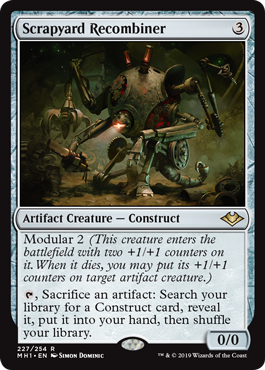 Scrapyard Recombiner 3
Artifact Creature — Construct
Modular 2 (This creature enters the
battlefield with two +1/+1 counters on
it. When it dies, you may put its +1/+1
counters on target artifact creature.)
, Sacrifice an artifact: Search your
library for a Construct card, reveal
it, put it into your hand, then shuffle
your library.
0/0
227/254 R
MH1 • EN Simon Dominic
™ & © 2019 Wizards of the Coast